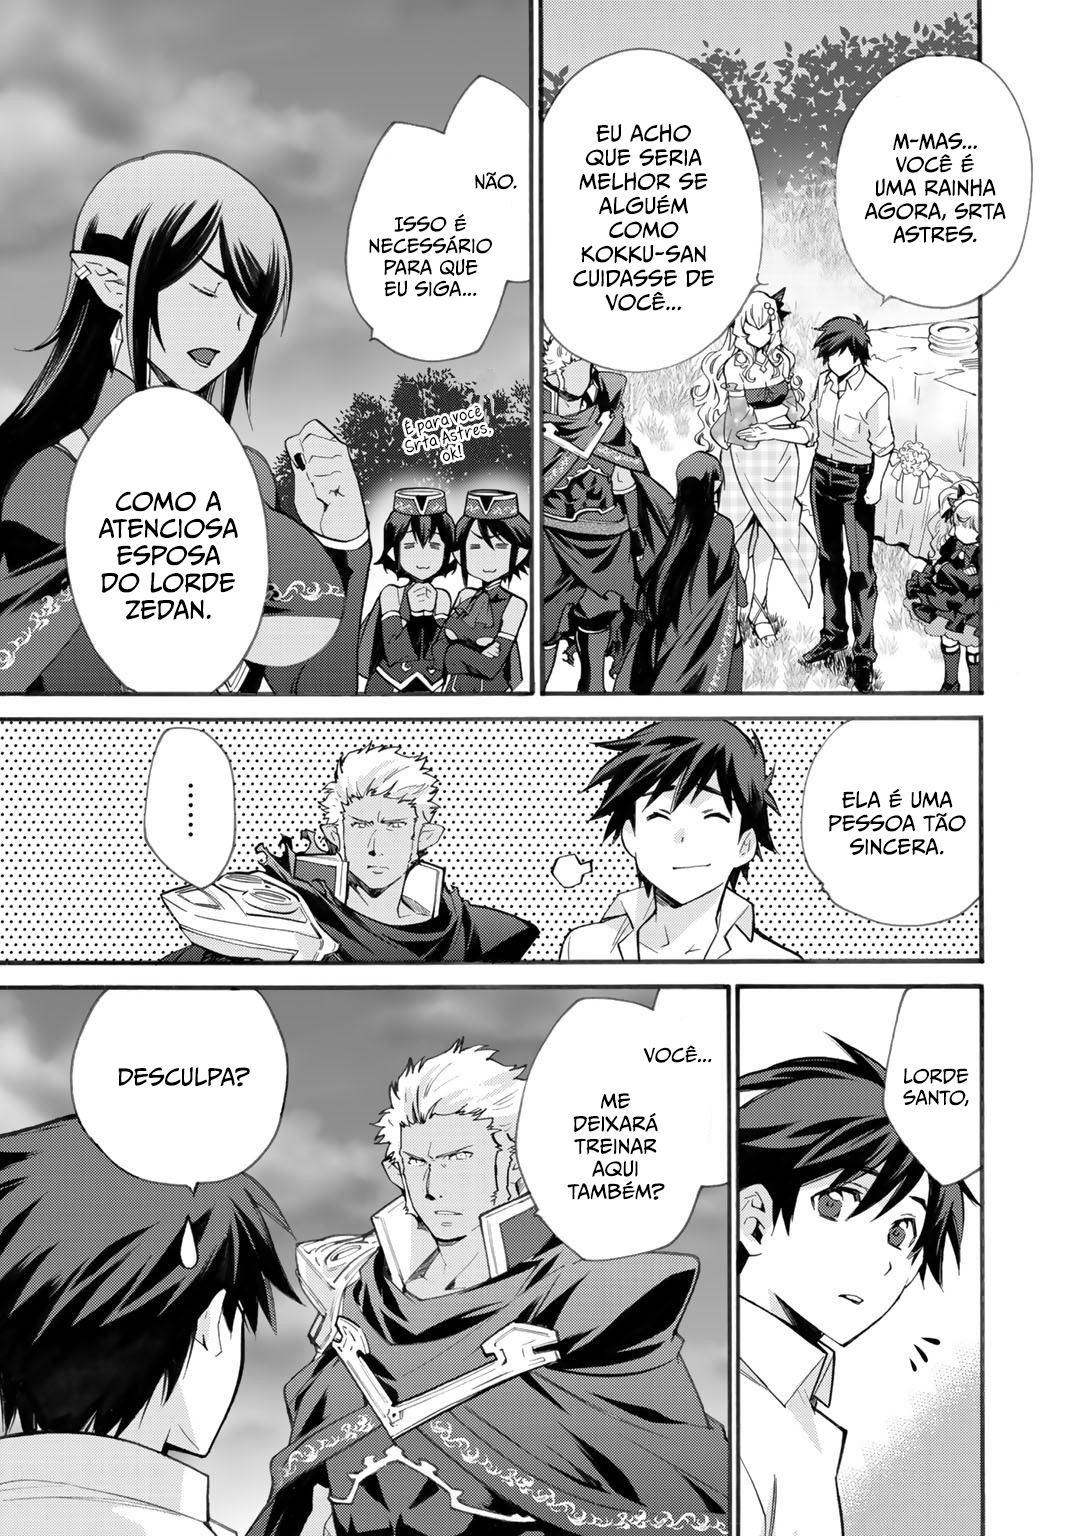 M-MAS...
VOCÊ É
UMA RAINHA
AGORA, SRTA
ASTRES.
EU ACHO
QUE SERIA
MELHOR SE
ALGUÉM
COMO
KOKKU-SAN
CUIDASSE DE
VOCÊ...
NÃO.
ISSO É
NECESSÁRIO
PARA QUE
EU SIGA...
É para você
Srta Astres,
ok!
COMO A
ATENCIOSA
ESPOSA
DO LORDE
ZEDAN.
ELA É UMA
PESSOA TÃO
SINCERA.
......
LORDE
SANTO,
VOCÊ...
ME
DEIXARÁ
TREINAR
AQUI
TAMBÉM?
DESCULPA?